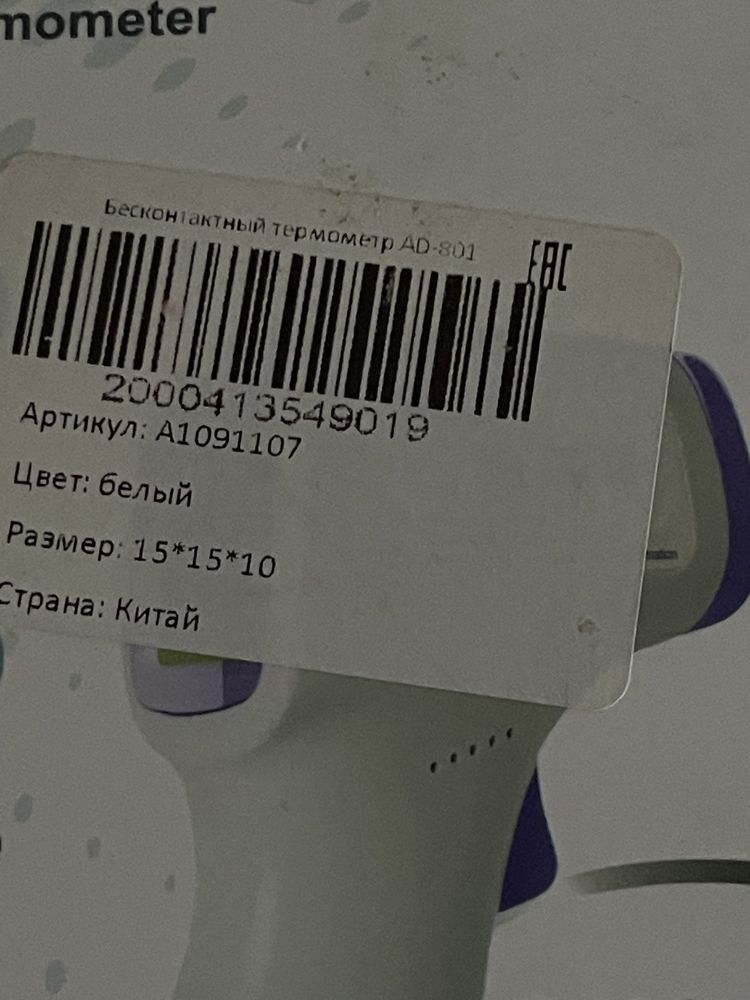 mometer
Бесконтактный термометр AD-801
EAC
2000413549019
Артикул: A1091107
Цвет: белый
Размер: 15*15*10
Страна: Китай